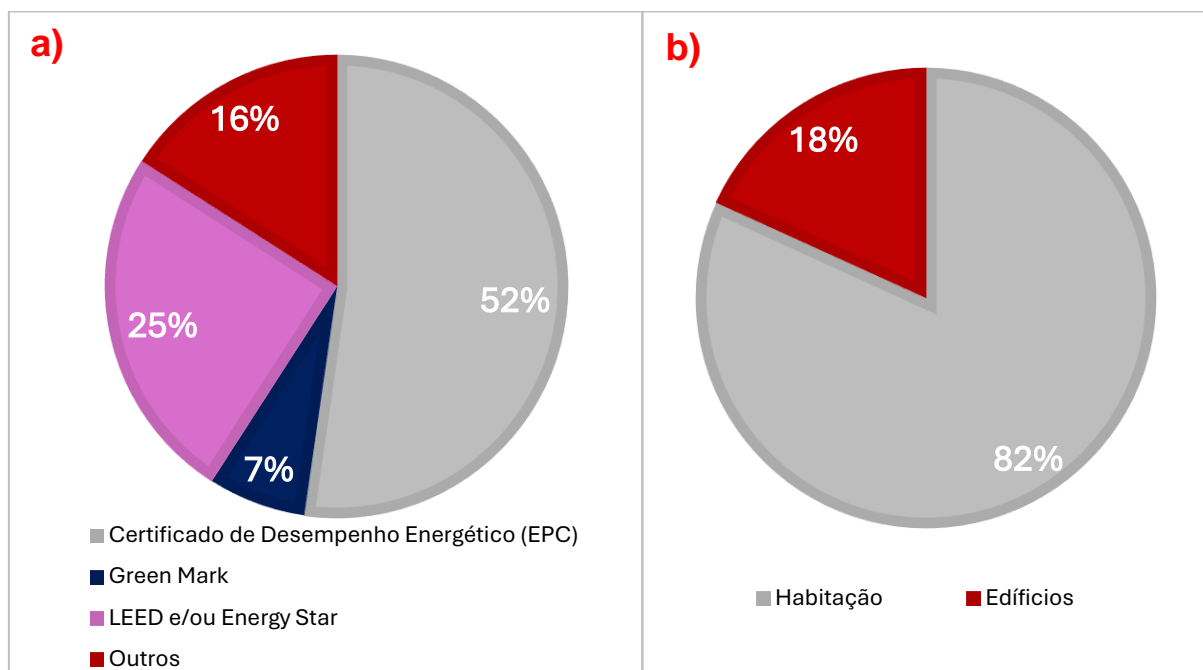 a)
16%
52%
25%
7%
Certificado de Desempenho Energético (EPC)
Green Mark
LEED e/ou Energy Star
Outros
b)
18%
82%
Habitação
Edíficios